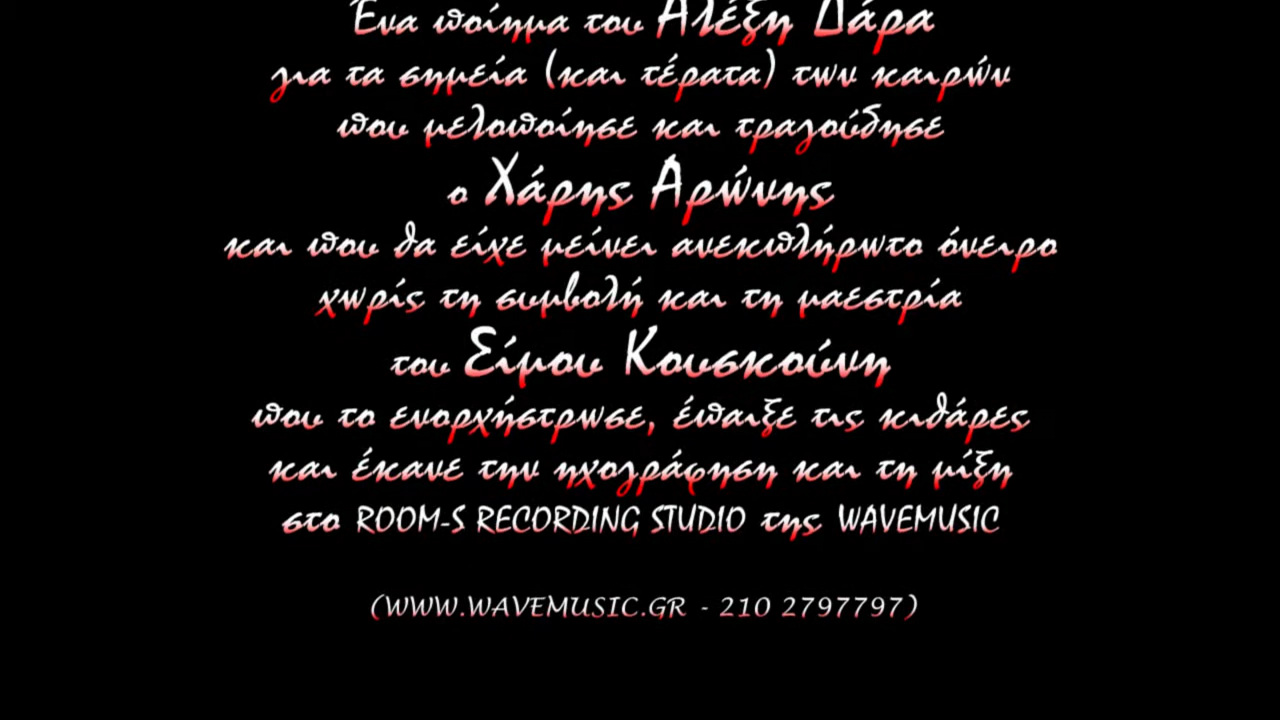 Ένα ποίημα του Αλέξη Δάρα
για τα σημεία (και τέρατα) των καιρών
που μελοποίησε και τραγούδησε
ο Χάρης Αρώνης
και που θα είχε μείνει ανεκπλήρωτο όνειρο
χωρίς τη συμβολή και τη μαεστρία
του Σίμου Κουσκούνη
που το ενορχήστρωσε, έπαιξε τις κιθάρες
και έκανε την ηχογράφηση και τη μίξη
στο ROOM-S RECORDING STUDIO της WAVEMUSIC
(WWW.WAVEMUSIC.GR - 210 2797797)